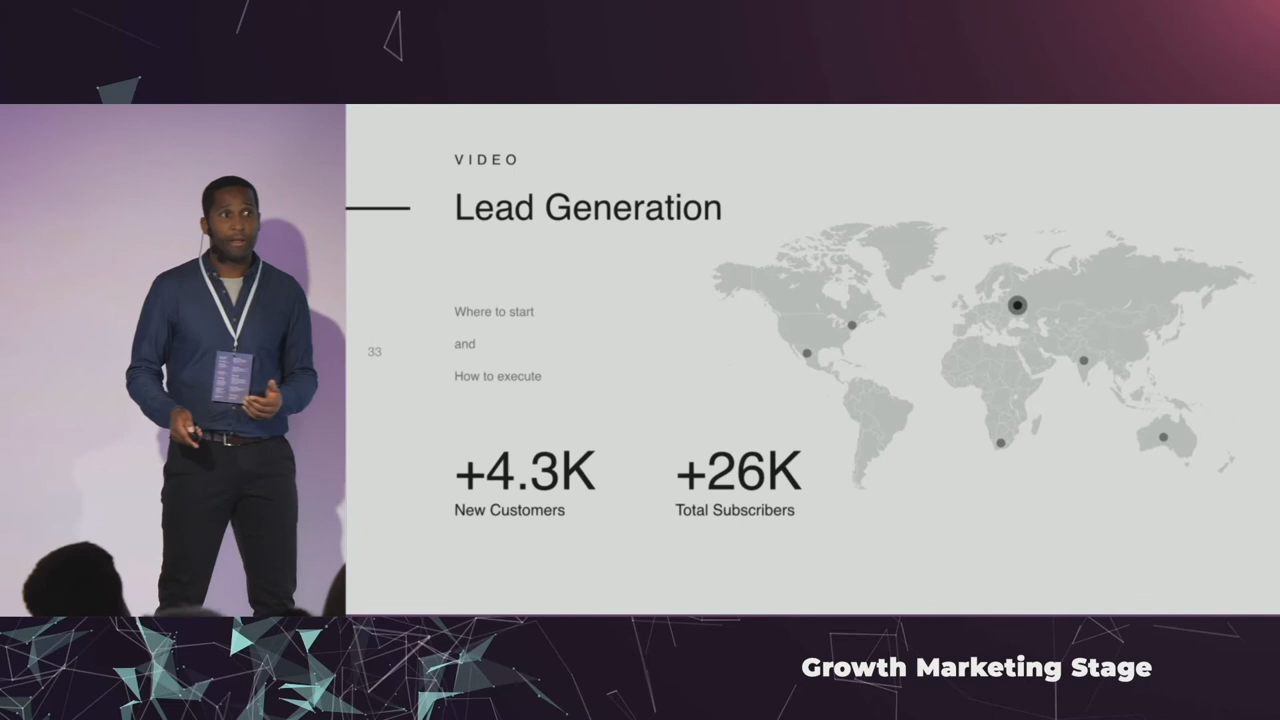 VIDEO
Lead Generation
Where to start
and
How to execute
33
+4.3K
New Customers
+26K
Total Subscribers
Growth Marketing Stage